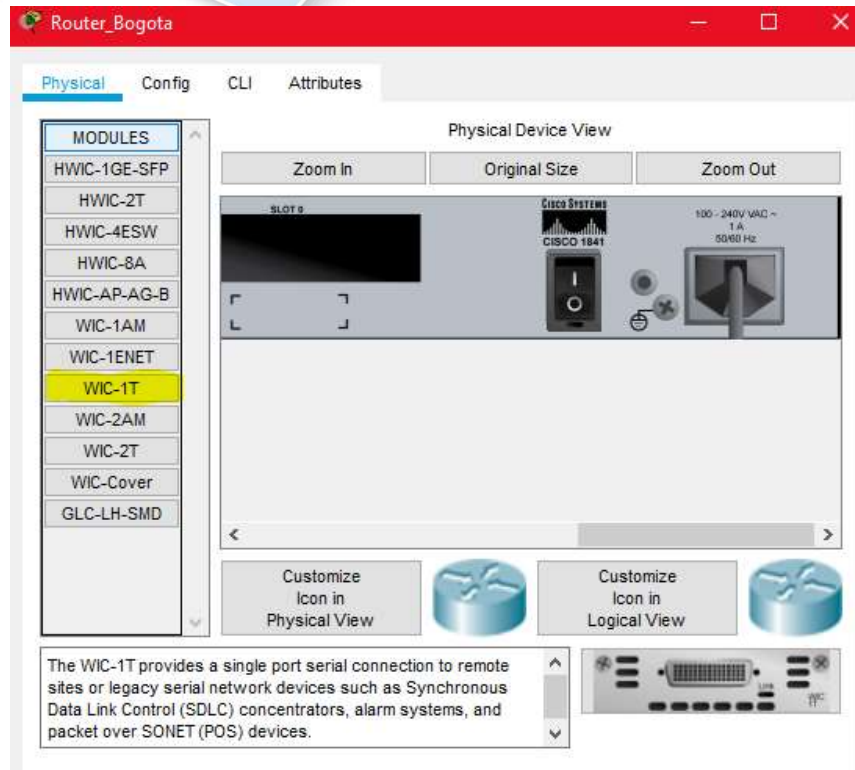 Router_Bogota
Physical Config CLI Attributes
MODULES
HWIC-1GE-SFP
HWIC-2T
HWIC-4ESW
HWIC-8A
HWIC-AP-AG-B
WIC-1AM
WIC-1ENET
WIC-1T
WIC-2AM
WIC-2T
WIC-Cover
GLC-LH-SMD
Physical Device View
Zoom In Original Size Zoom Out
SLOT 0
CISCO SYSTEMS
CISCO 1841
100 - 240V VAC ~
1 A
50/60 Hz
I
O
Customize
Icon in
Physical View
Customize
Icon in
Logical View
The WIC-1T provides a single port serial connection to remote
sites or legacy serial network devices such as Synchronous
Data Link Control (SDLC) concentrators, alarm systems, and
packet over SONET (POS) devices.
LINK
WIC
1T